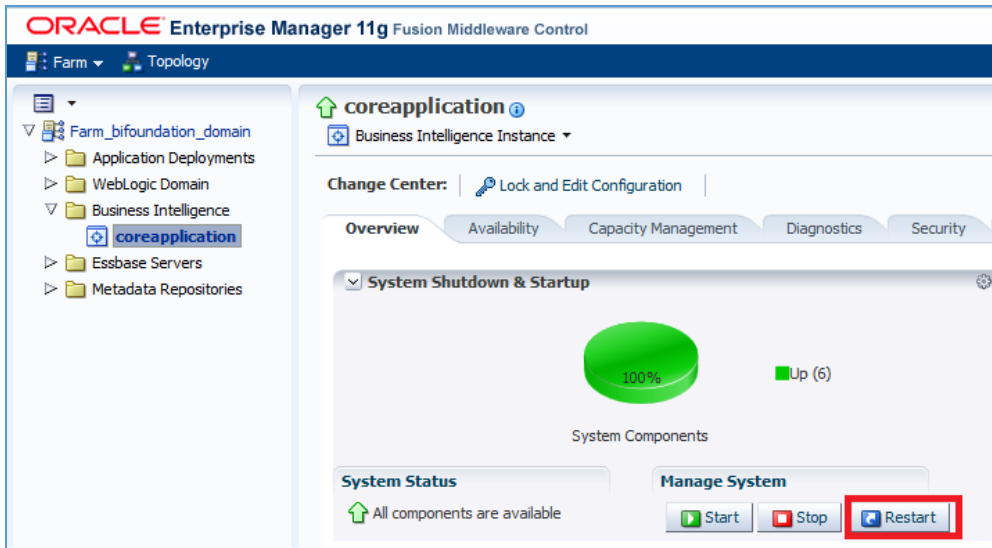 ORACLE Enterprise Manager 11g Fusion Middleware Control
Farm Topology
Farm_bifoundation_domain
Application Deployments
WebLogic Domain
Business Intelligence
coreapplication
Essbase Servers
Metadata Repositories
coreapplication
Business Intelligence Instance
Change Center: Lock and Edit Configuration
Overview Availability Capacity Management Diagnostics Security
System Shutdown & Startup
100%
Up (6)
System Components
System Status
All components are available
Manage System
Start Stop Restart